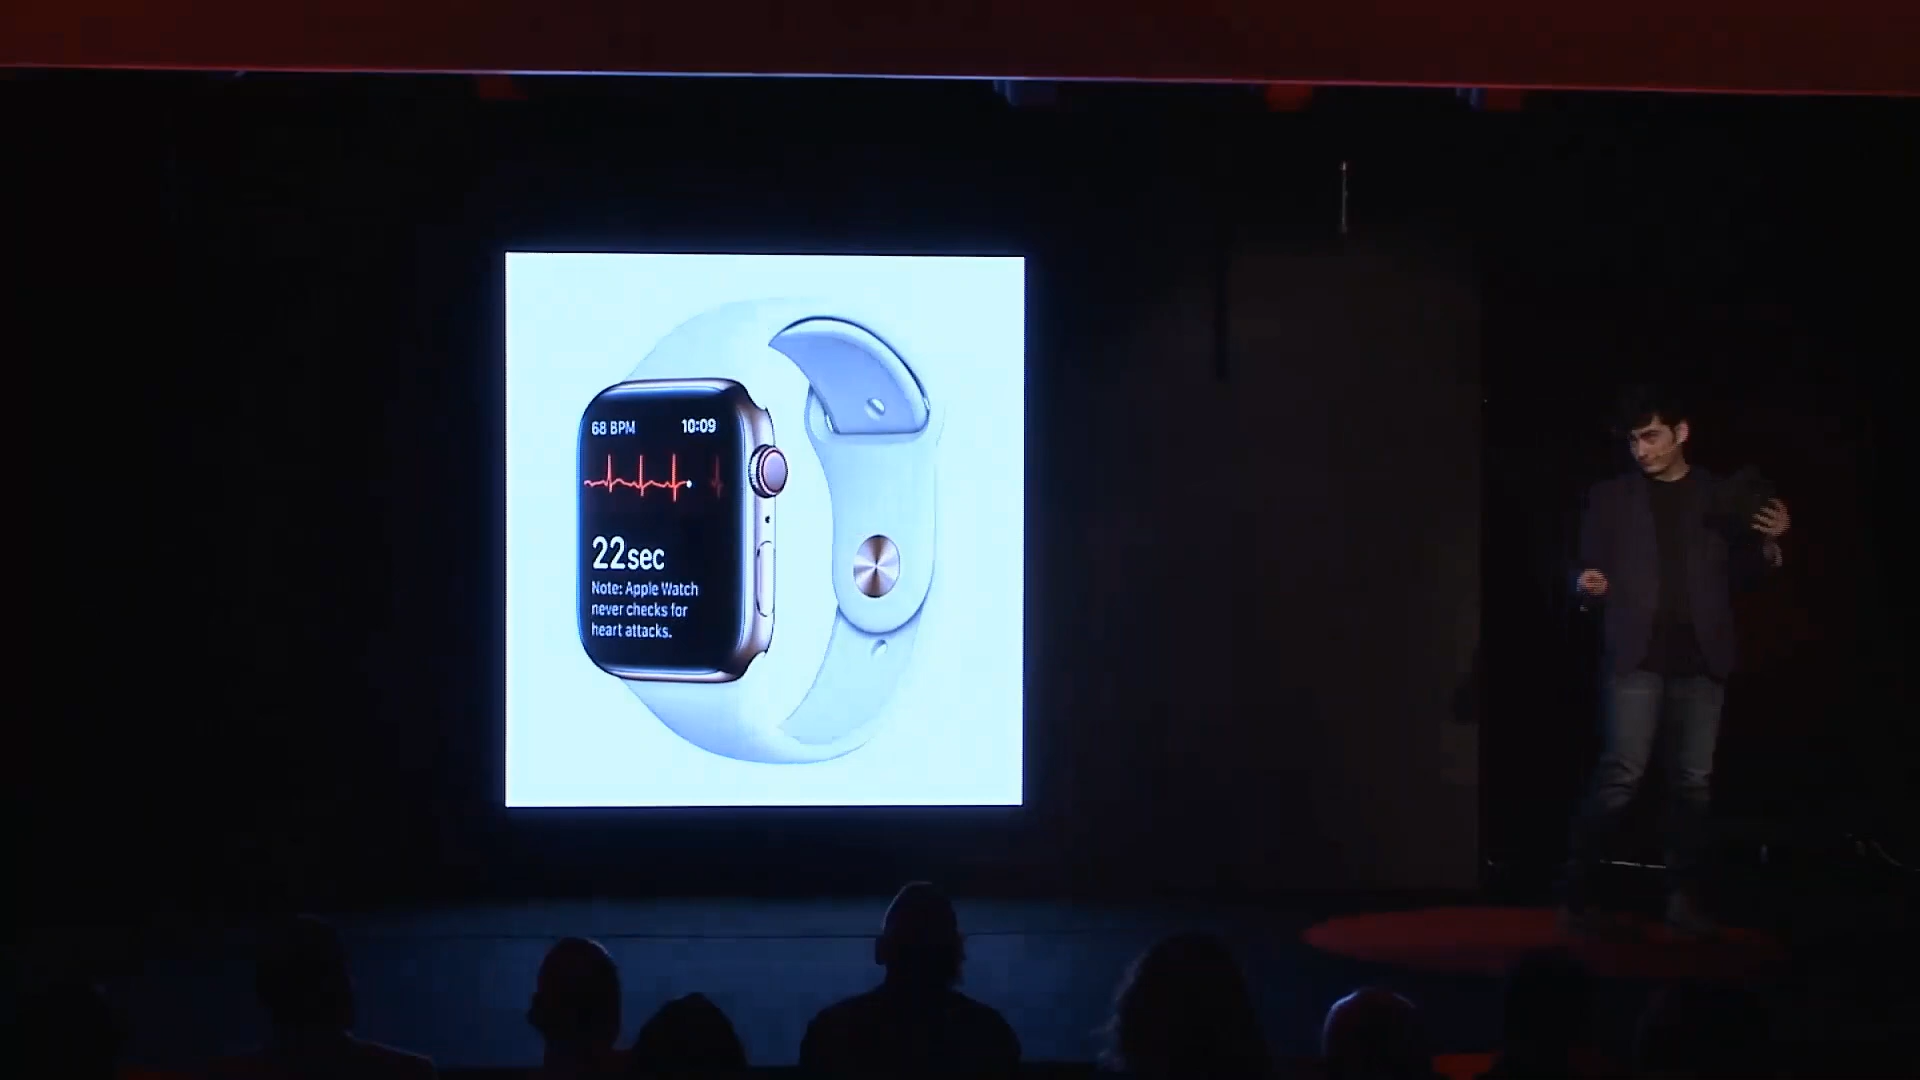 68 BPM 10:09
22sec
Note: Apple Watch
never checks for
heart attacks.